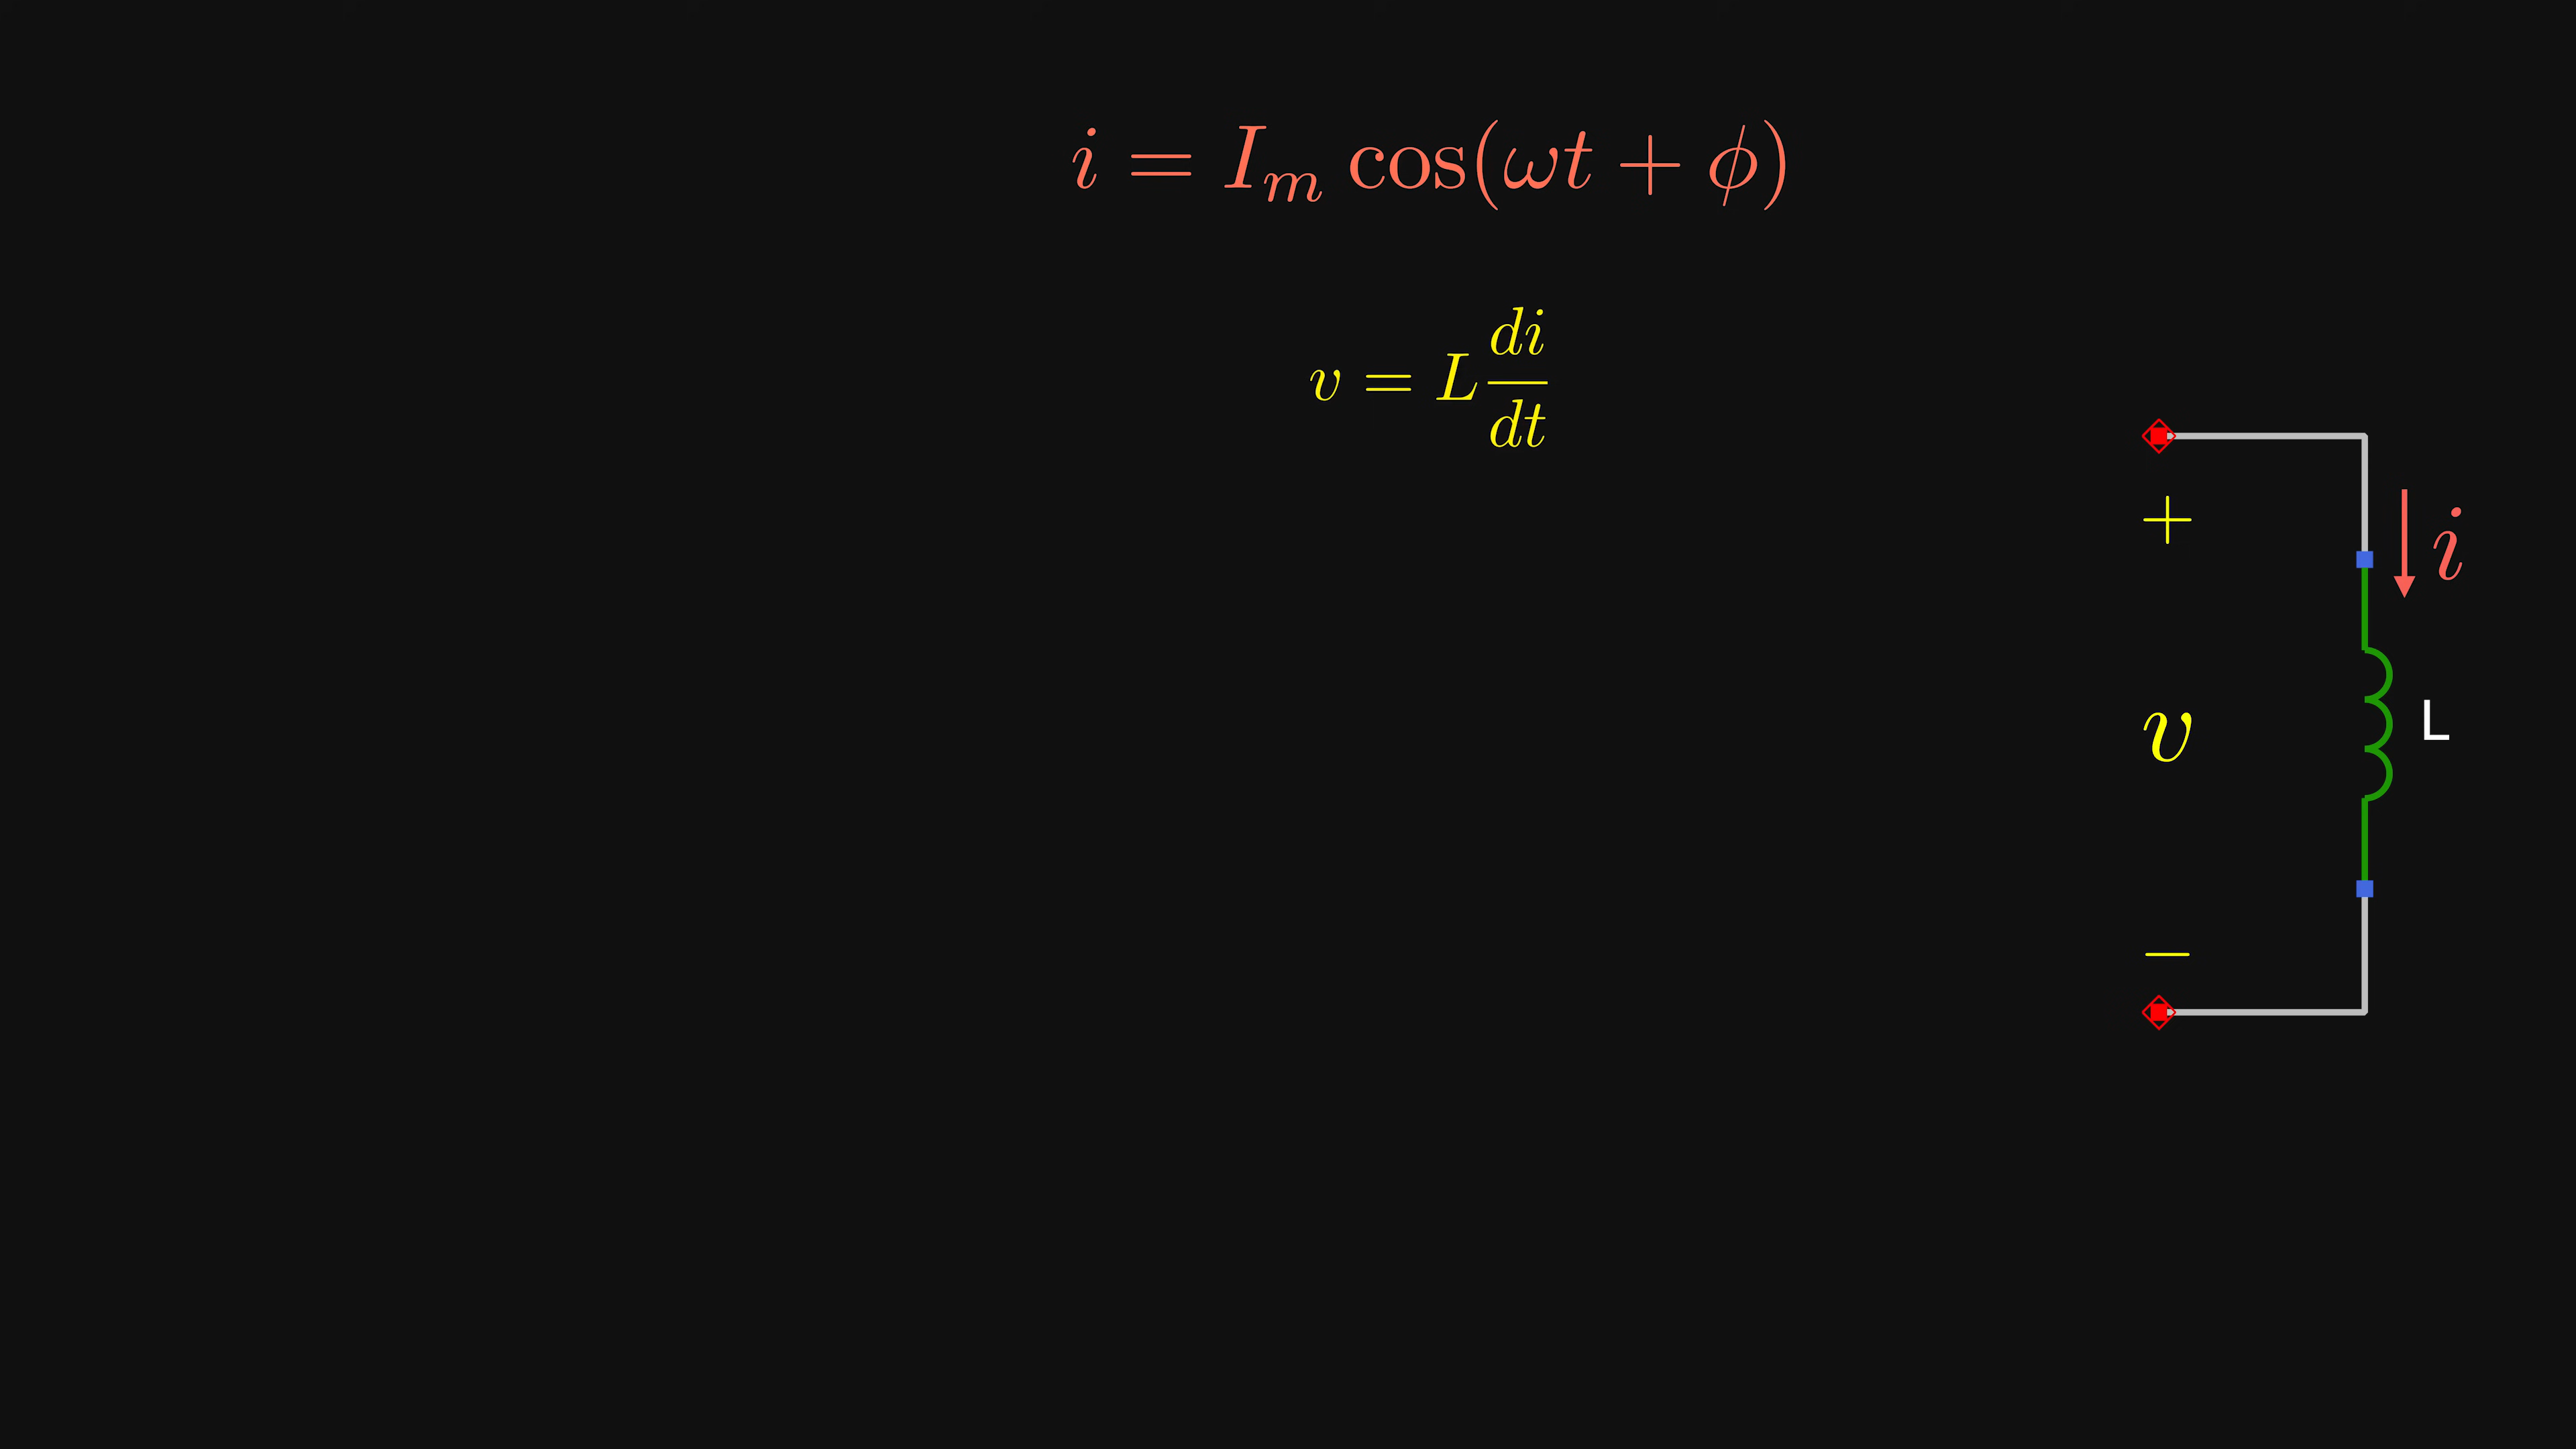 i = I_m cos(ωt + ϕ)
v = L di/dt
+
i
v
L
−